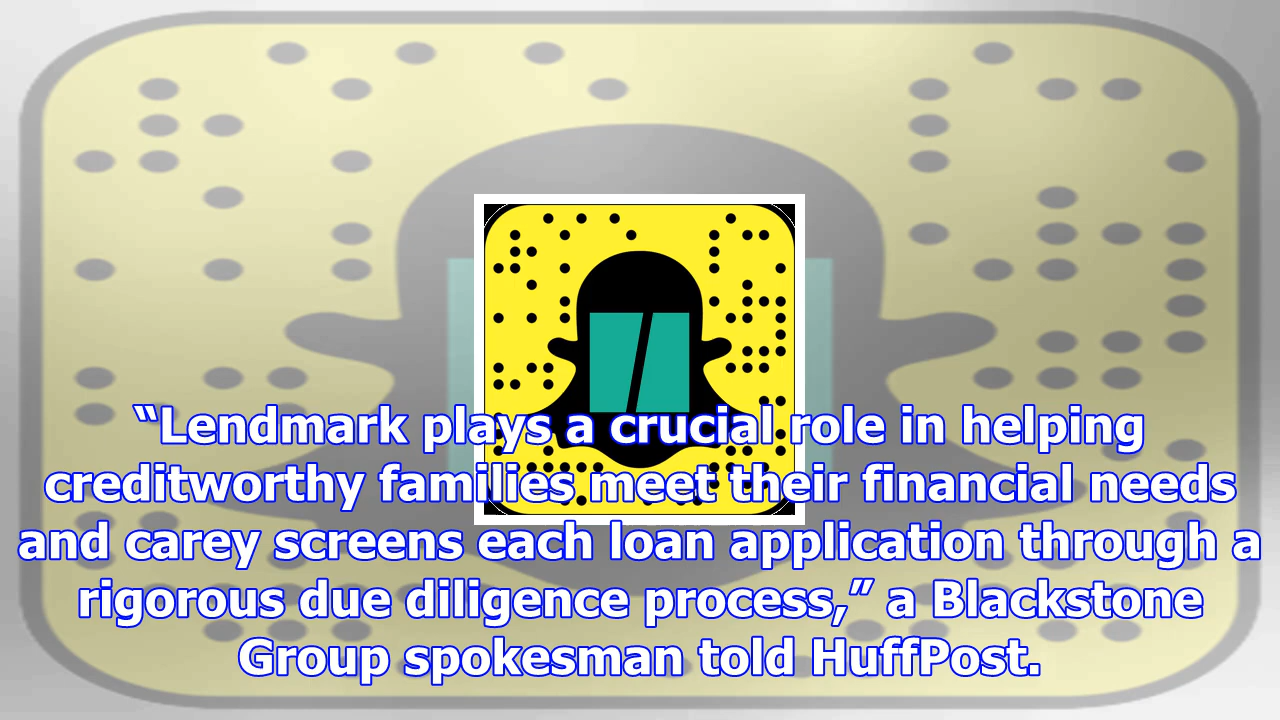 “Lendmark plays a crucial role in helping
creditworthy families meet their financial needs
and carey screens each loan application through a
rigorous due diligence process,” a Blackstone
Group spokesman told HuffPost.